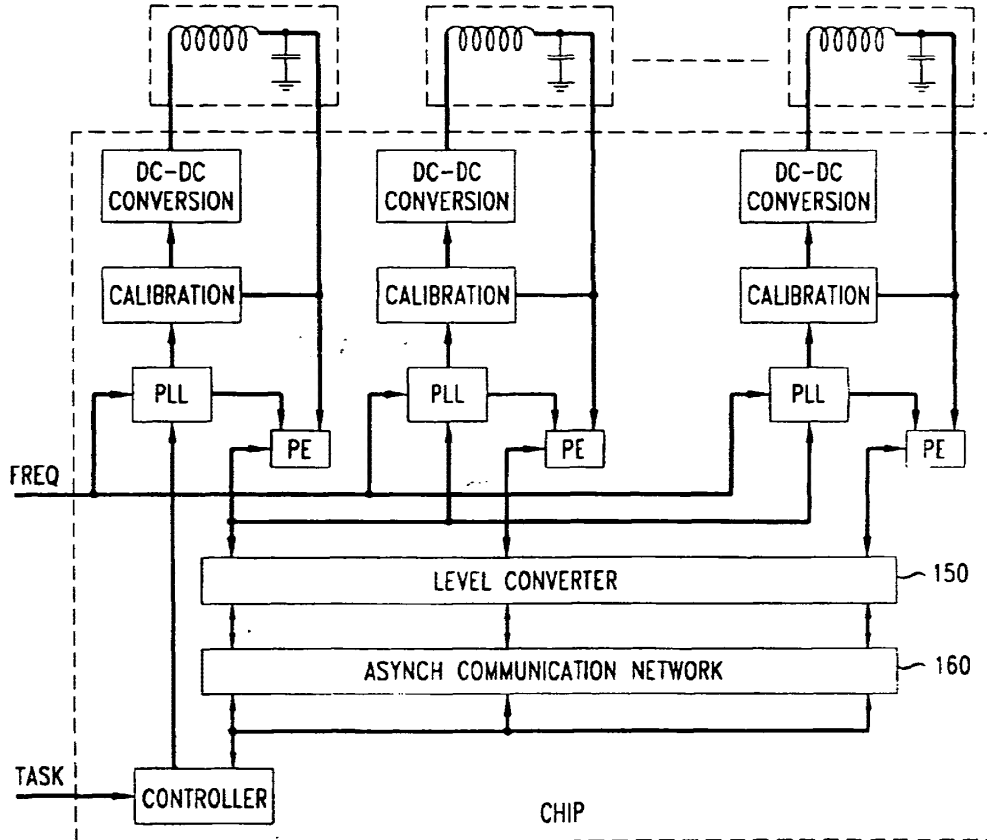 DC-DC
CONVERSION
DC-DC
CONVERSION
DC-DC
CONVERSION
CALIBRATION
CALIBRATION
CALIBRATION
PLL
PLL
PLL
PE
PE
PE
FREQ
LEVEL CONVERTER
150
ASYNCH COMMUNICATION NETWORK
160
TASK
CONTROLLER
CHIP